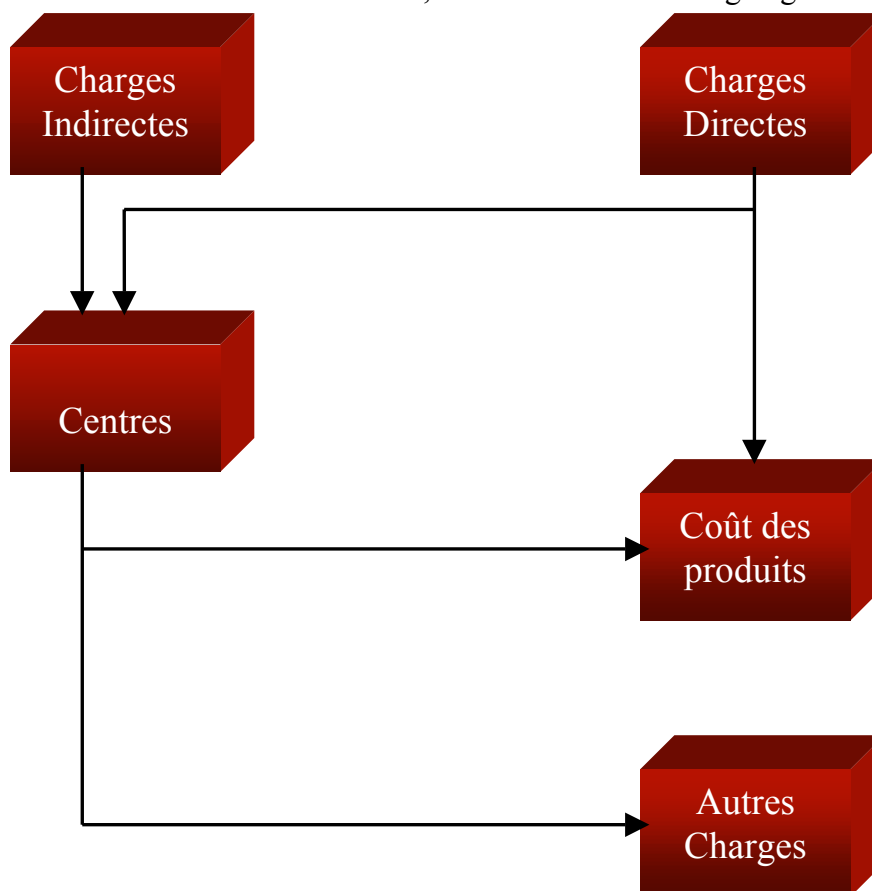 Charges
Indirectes
Charges
Directes
Centres
Coût des
produits
Autres
Charges